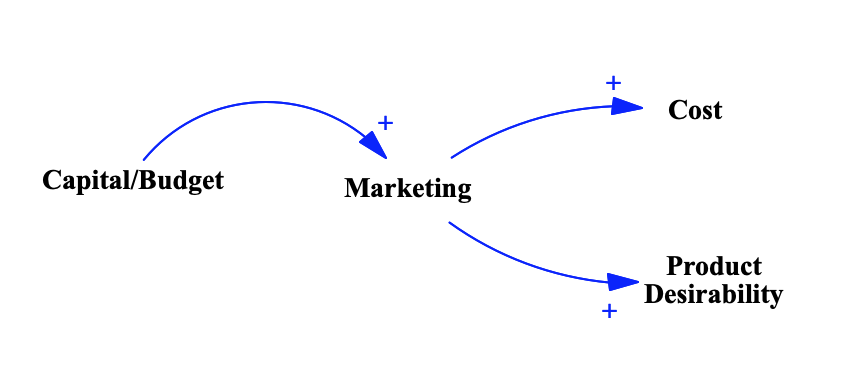 +
+
Cost
Capital/Budget
Marketing
Product
Desirability
+